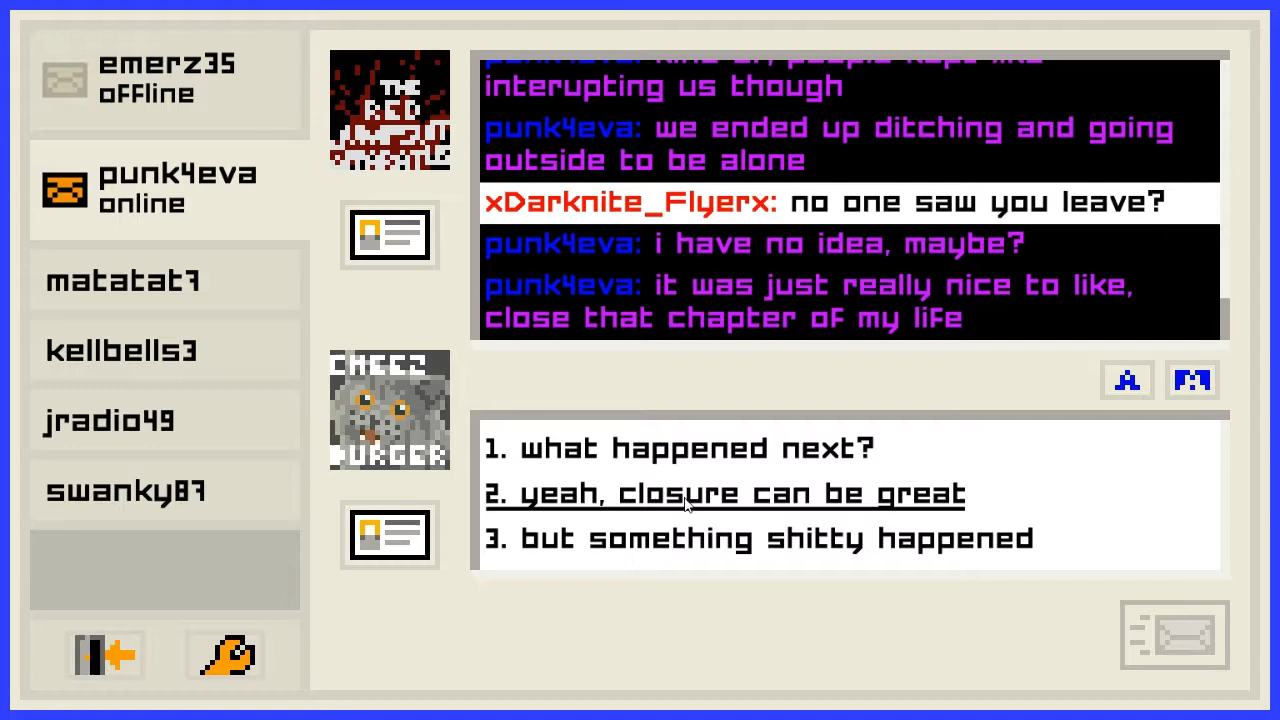 emerz35
offline
punk4eva
online
matatat7
kellbells3
jradio49
swanky87
THE
RED
interupting us though
punk4eva: we ended up ditching and going
outside to be alone
xDarknite_Flyerx: no one saw you leave?
punk4eva: i have no idea, maybe?
punk4eva: it was just really nice to like,
close that chapter of my life
A
CHEEZ
BURGER
1. what happened next?
2. yeah, closure can be great
3. but something shitty happened